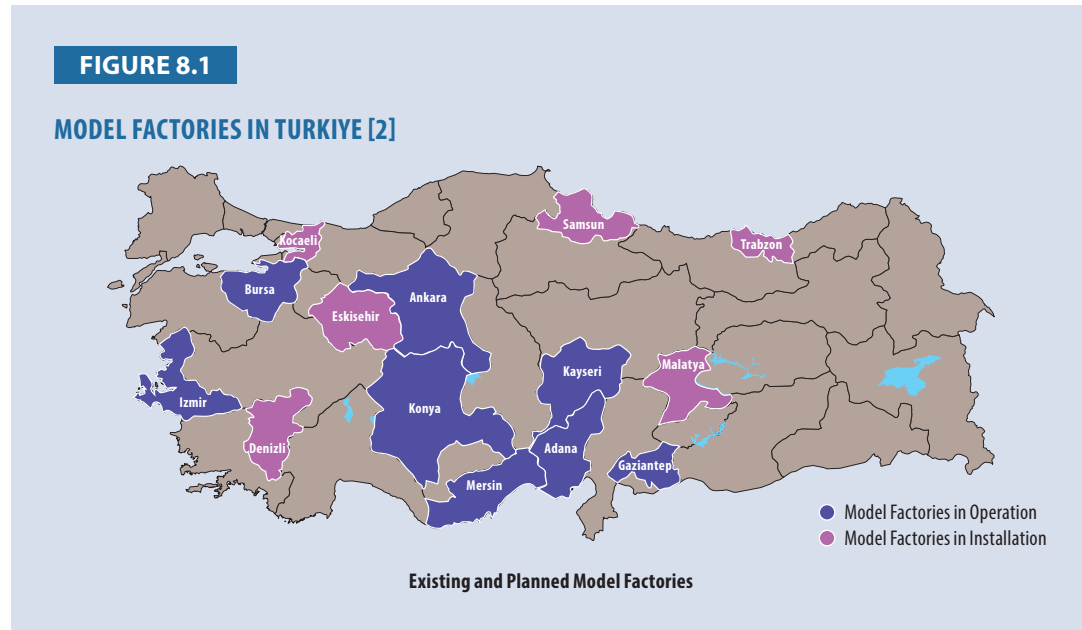 FIGURE 8.1
MODEL FACTORIES IN TURKIYE [2]
Samsun
Kocaeli
Trabzon
Bursa
Ankara
Eskisehir
Malatya
Kayseri
Izmir
Konya
Denizli
Adana
Gaziantep
Mersin
Model Factories in Operation
Model Factories in Installation
Existing and Planned Model Factories